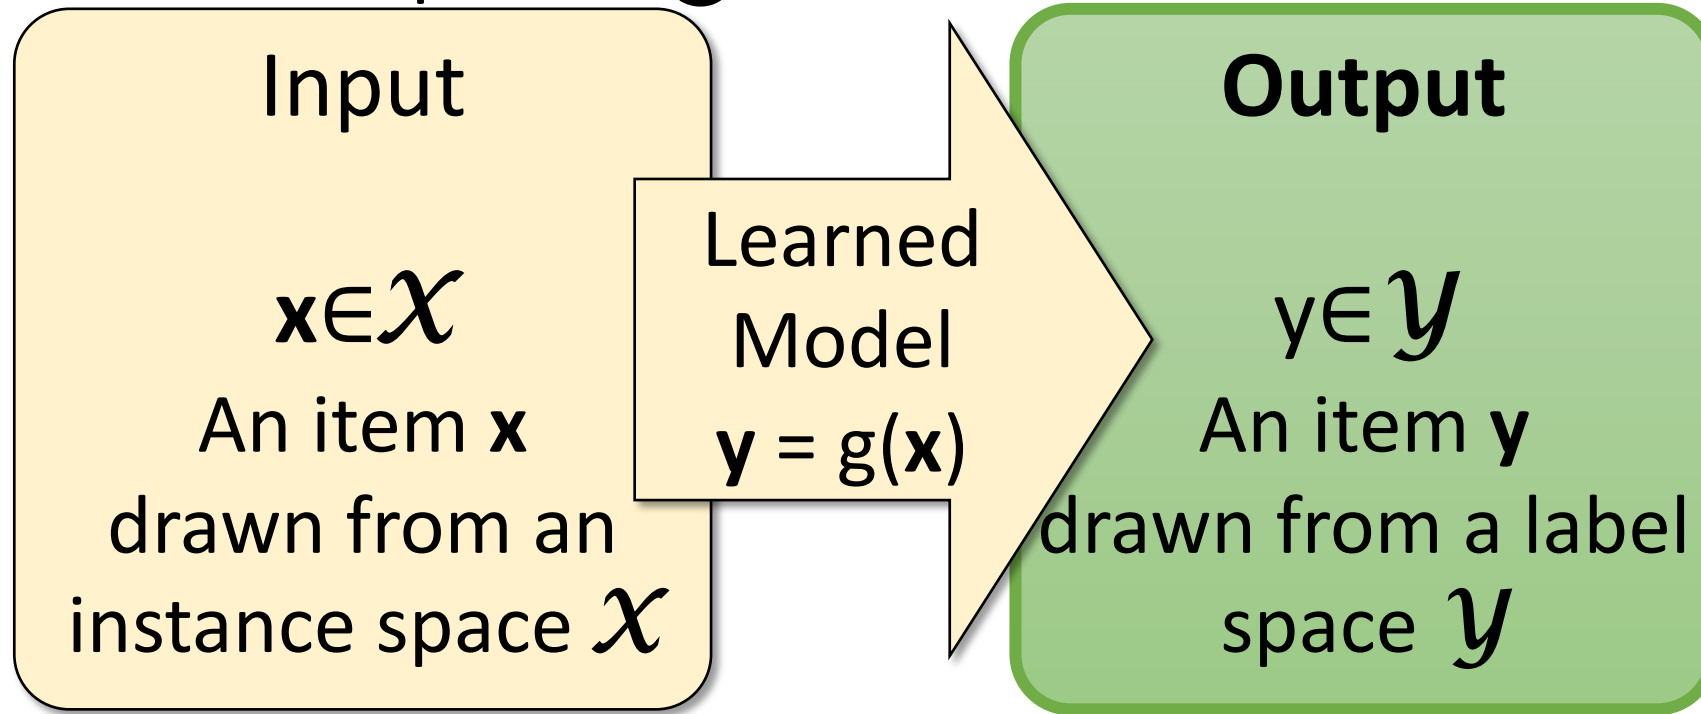 Input
x∈𝒳
An item x
drawn from an
instance space 𝒳
Learned
Model
y = g(x)
Output
y∈𝒴
An item y
drawn from a label
space 𝒴